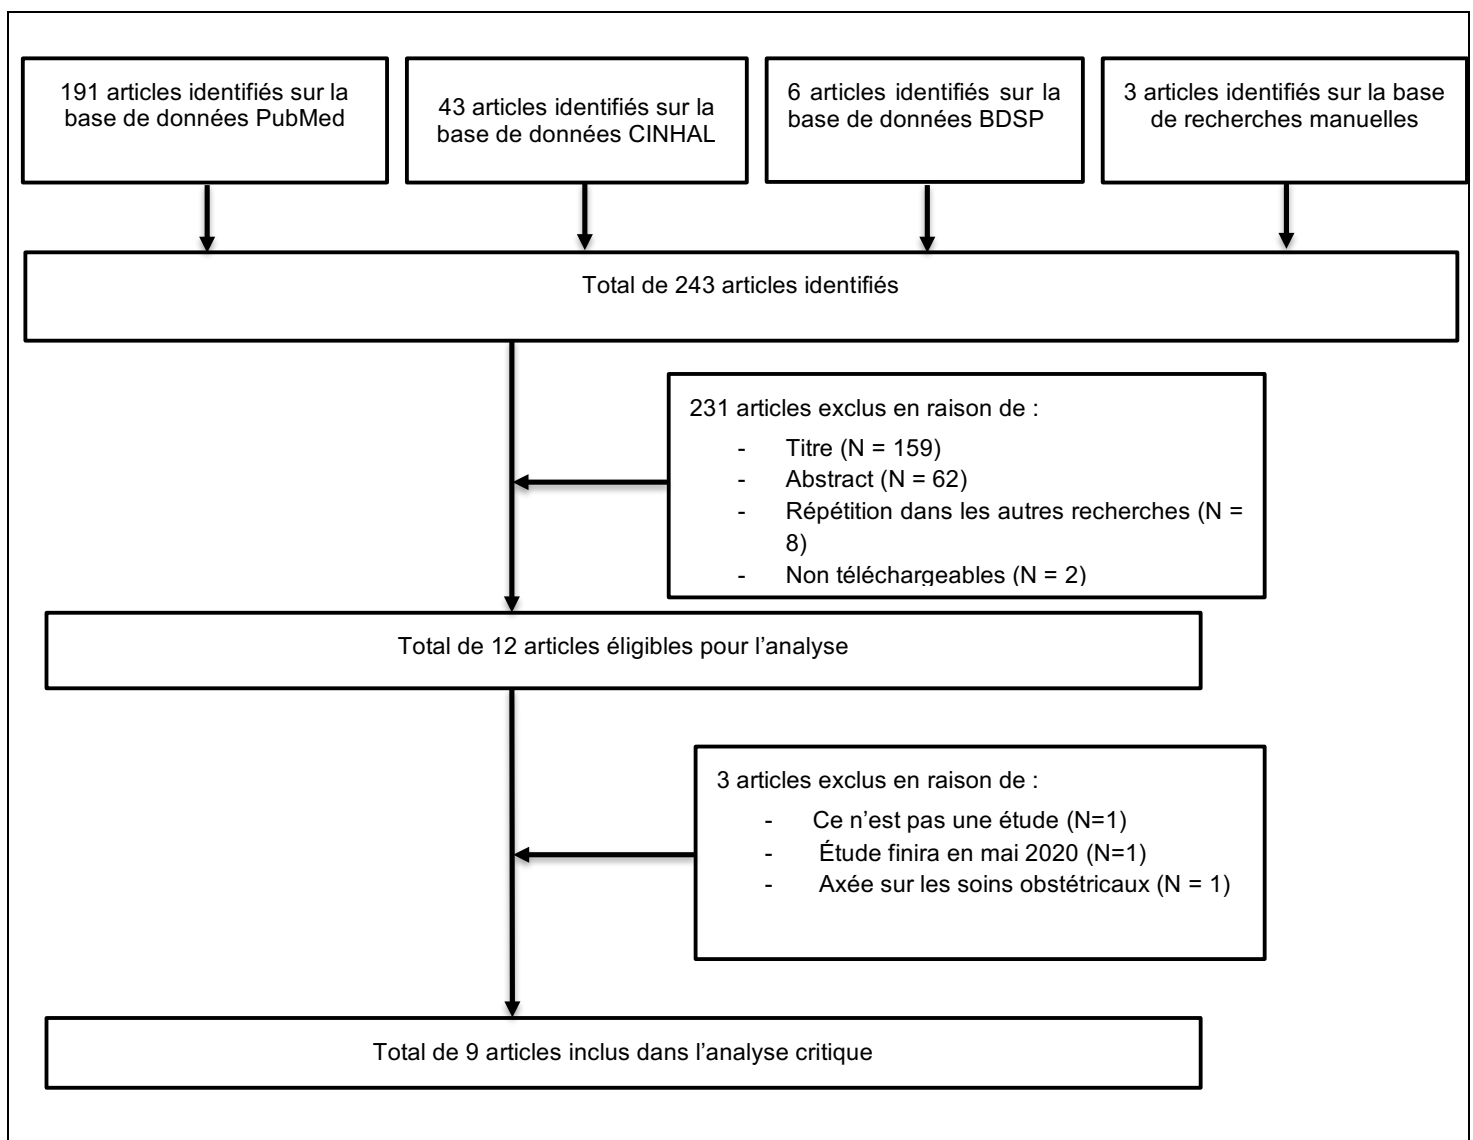 191 articles identifiés sur la
base de données PubMed
43 articles identifiés sur la
base de données CINHAL
6 articles identifiés sur la
base de données BDSP
3 articles identifiés sur la base
de recherches manuelles
Total de 243 articles identifiés
231 articles exclus en raison de :
- Titre (N = 159)
- Abstract (N = 62)
- Répétition dans les autres recherches (N =
8)
- Non téléchargeables (N = 2)
Total de 12 articles éligibles pour l’analyse
3 articles exclus en raison de :
- Ce n’est pas une étude (N=1)
- Étude finira en mai 2020 (N=1)
- Axée sur les soins obstétricaux (N = 1)
Total de 9 articles inclus dans l’analyse critique